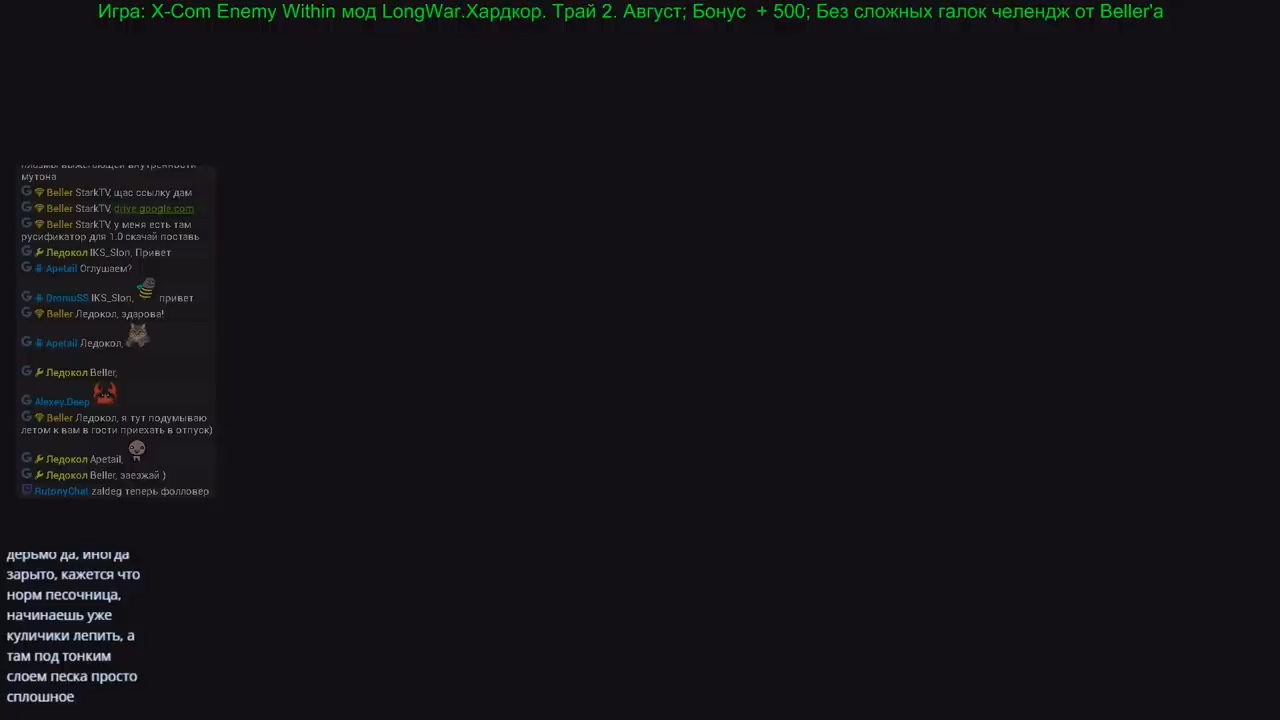 Игра: X-Com Enemy Within мод LongWar.Хардкор. Трай 2. Август; Бонус + 500; Без сложных галок челендж от Beller'а
плазмы выжегающей внутренности
мутона
Beller StarkTV, щас ссылку дам
Beller StarkTV, drive.google.com
Beller StarkTV, у меня есть там
русификатор для 1.0 скачай поставь
Ледокол IKS_Slon, Привет
Apetail Оглушаем?
DromuSS IKS_Slon, привет
Beller Ледокол, здарова!
Apetail Ледокол,
Ледокол Beller,
Alexey.Deep
Beller Ледокол, я тут подумываю
летом к вам в гости приехать в отпуск)
Ледокол Apetail,
Ледокол Beller, заезжай )
RutonyChat zaldeg теперь фолловер
дерьмо да, иногда
зарыто, кажется что
норм песочница,
начинаешь уже
куличики лепить, а
там под тонким
слоем песка просто
сплошное